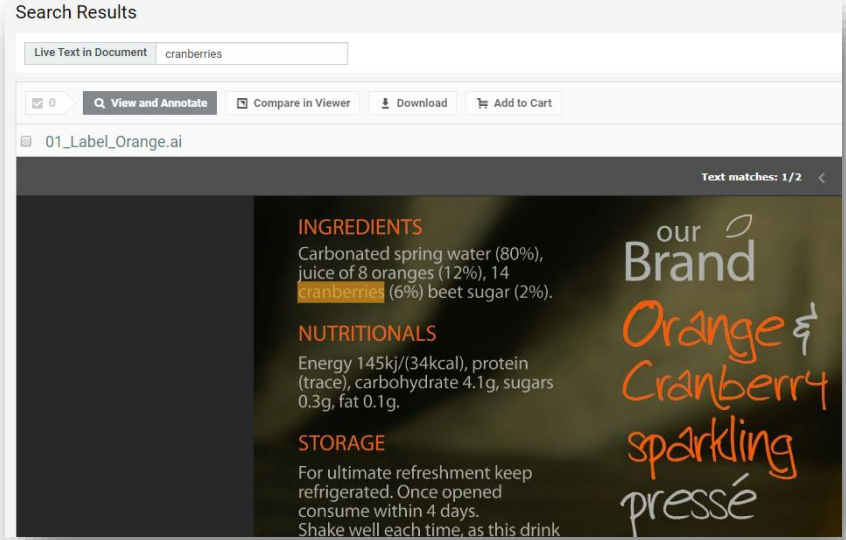 Search Results
Live Text in Document cranberries
0 View and Annotate Compare in Viewer Download Add to Cart
01_Label_Orange.ai
Text matches: 1/2
INGREDIENTS
Carbonated spring water (80%),
juice of 8 oranges (12%), 14
cranberries (6%) beet sugar (2%).
NUTRITIONALS
Energy 145kj/(34kcal), protein
(trace), carbohydrate 4.1g, sugars
0.3g, fat 0.1g.
STORAGE
For ultimate refreshment keep
refrigerated. Once opened
consume within 4 days.
Shake well each time, as this drink
our
Brand
Orange &
Cranberry
sparkling
pressé